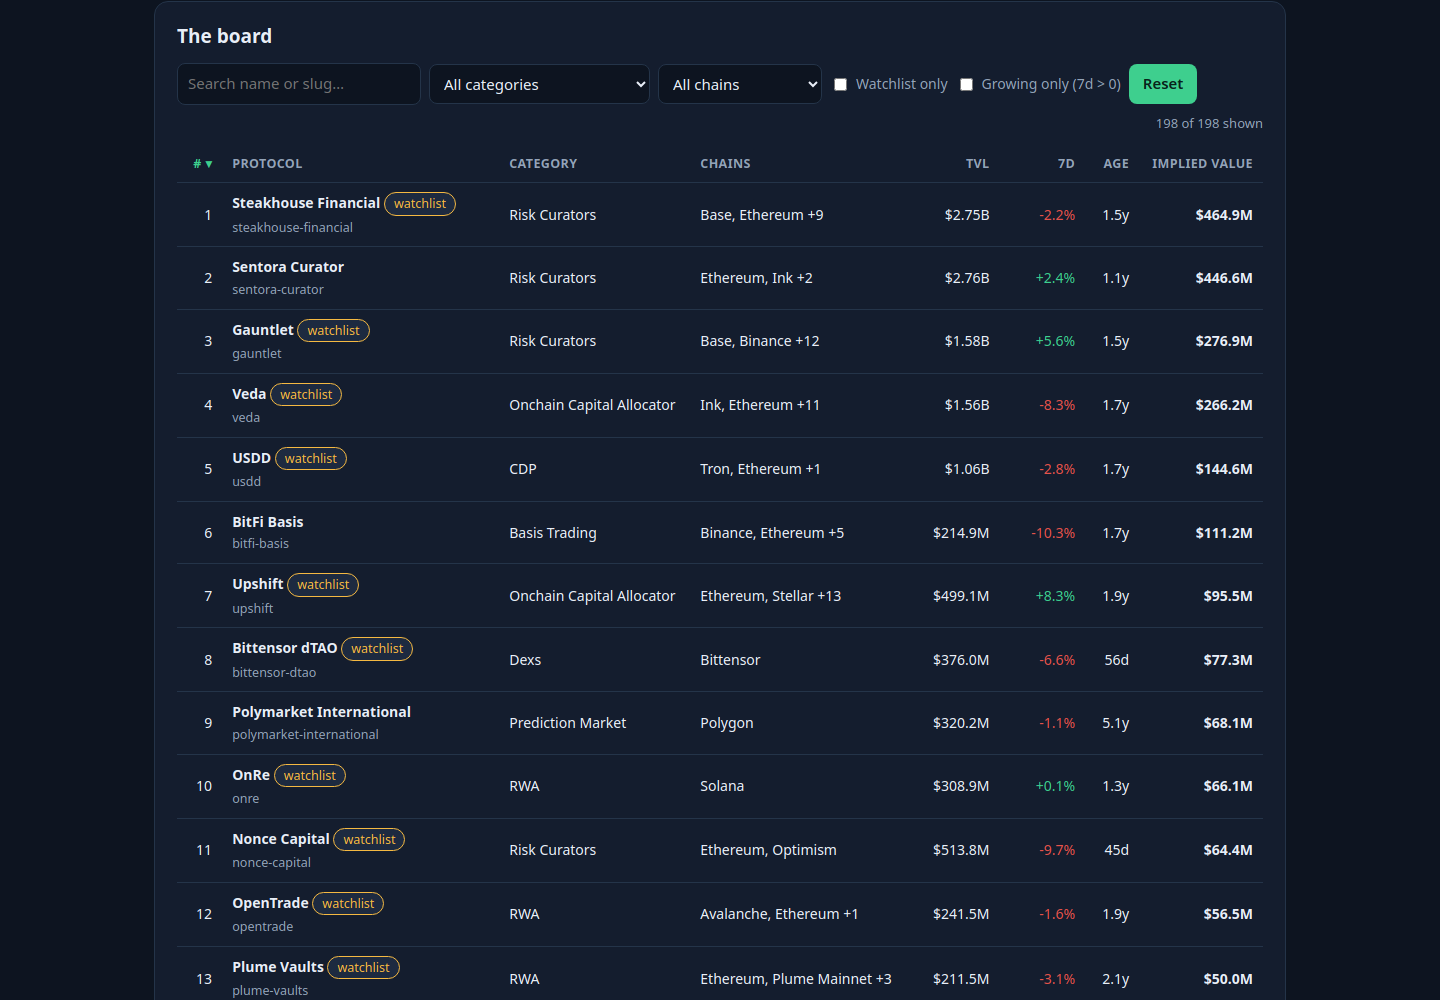 The board
Search name or slug... All categories All chains Watchlist only Growing only (7d > 0) Reset
198 of 198 shown
# ▼ PROTOCOL CATEGORY CHAINS TVL 7D AGE IMPLIED VALUE
1 Steakhouse Financial watchlist Risk Curators Base, Ethereum +9 $2.75B -2.2% 1.5y $464.9M
steakhouse-financial
2 Sentora Curator Risk Curators Ethereum, Ink +2 $2.76B +2.4% 1.1y $446.6M
sentora-curator
3 Gauntlet watchlist Risk Curators Base, Binance +12 $1.58B +5.6% 1.5y $276.9M
gauntlet
4 Veda watchlist Onchain Capital Allocator Ink, Ethereum +11 $1.56B -8.3% 1.7y $266.2M
veda
5 USDD watchlist CDP Tron, Ethereum +1 $1.06B -2.8% 1.7y $144.6M
usdd
6 BitFi Basis Basis Trading Binance, Ethereum +5 $214.9M -10.3% 1.7y $111.2M
bitfi-basis
7 Upshift watchlist Onchain Capital Allocator Ethereum, Stellar +13 $499.1M +8.3% 1.9y $95.5M
upshift
8 Bittensor dTAO watchlist Dexs Bittensor $376.0M -6.6% 56d $77.3M
bittensor-dtao
9 Polymarket International Prediction Market Polygon $320.2M -1.1% 5.1y $68.1M
polymarket-international
10 OnRe watchlist RWA Solana $308.9M +0.1% 1.3y $66.1M
onre
11 Nonce Capital watchlist Risk Curators Ethereum, Optimism $513.8M -9.7% 45d $64.4M
nonce-capital
12 OpenTrade watchlist RWA Avalanche, Ethereum +1 $241.5M -1.6% 1.9y $56.5M
opentrade
13 Plume Vaults watchlist RWA Ethereum, Plume Mainnet +3 $211.5M -3.1% 2.1y $50.0M
plume-vaults